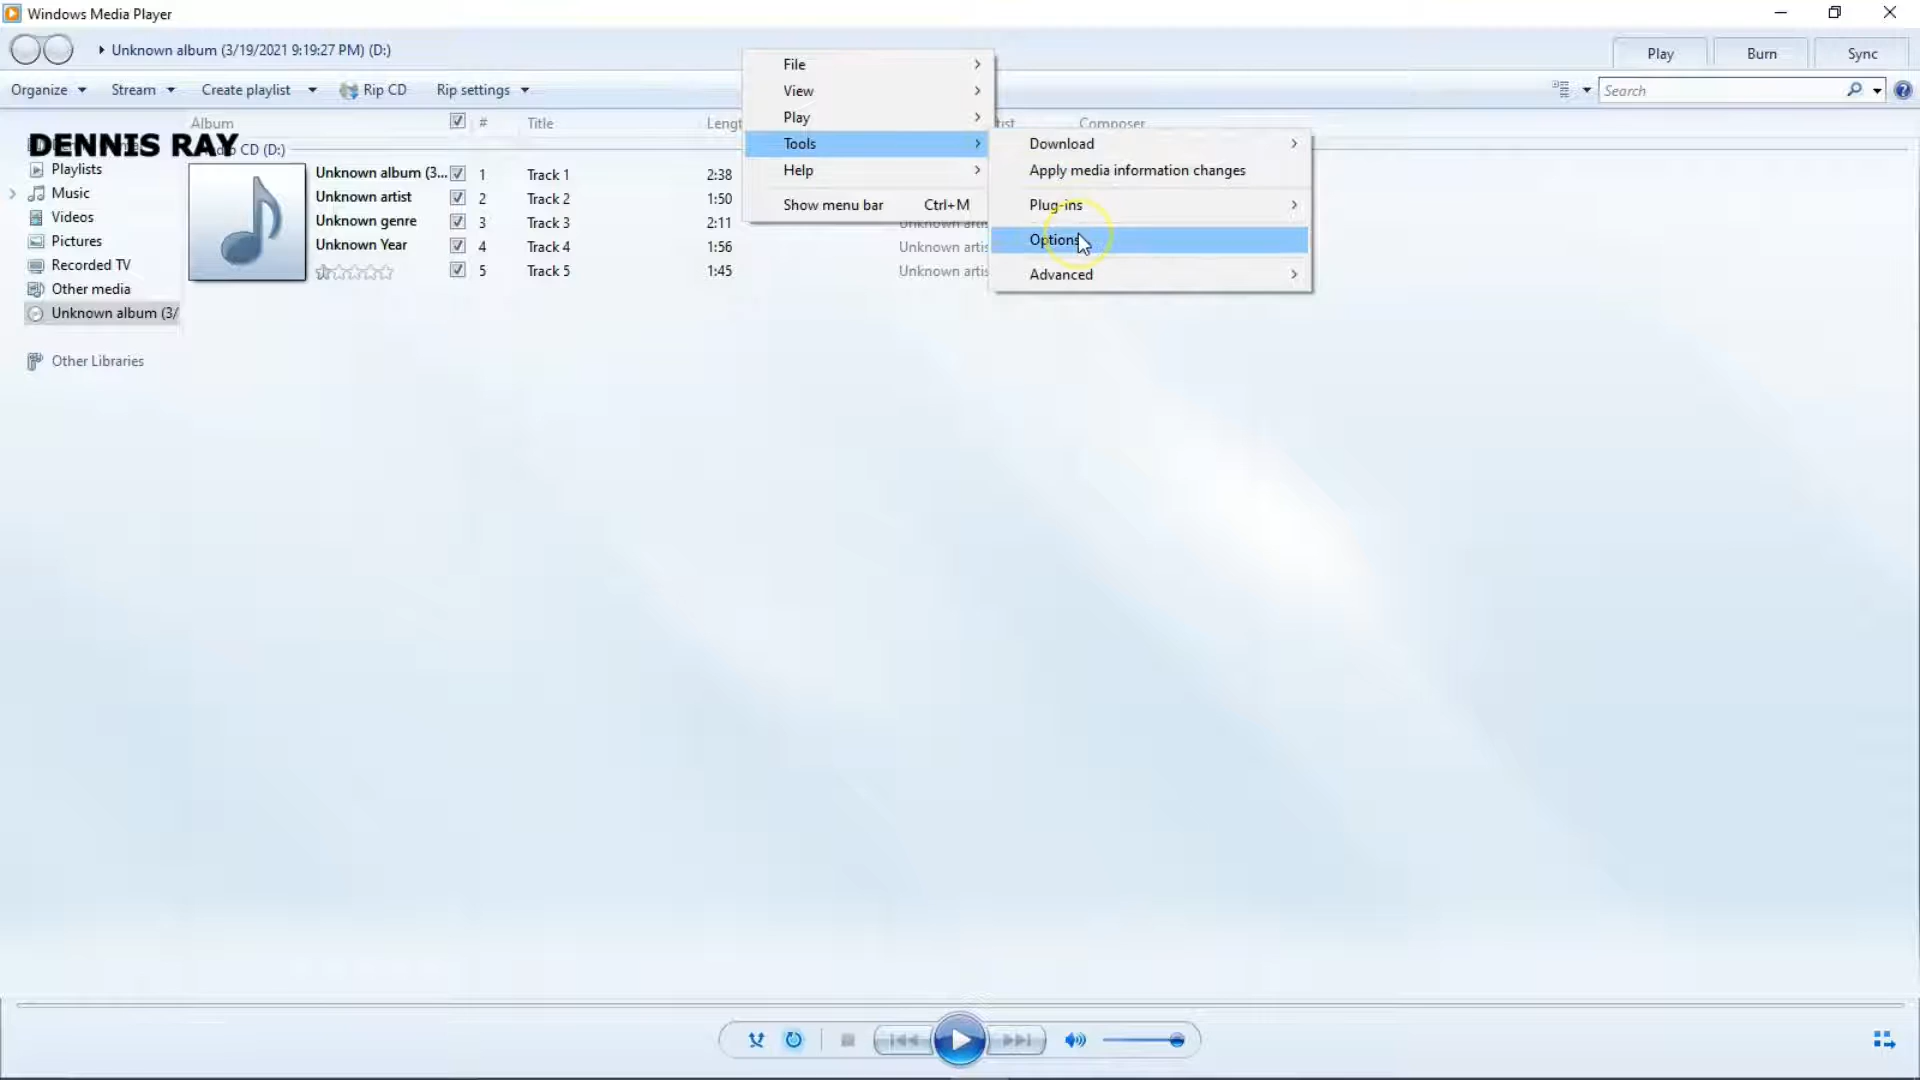 Windows Media Player
Unknown album (3/19/2021 9:19:27 PM) (D:)
Play
Burn
Sync
Organize
Stream
Create playlist
Rip CD
Rip settings
Search
File
View
Play
Tools
Help
Show menu bar Ctrl+M
Download
Apply media information changes
Plug-ins
Options
Advanced
Album
#
Title
Composer
DENNIS RAY
CD (D:)
Playlists
Music
Videos
Pictures
Recorded TV
Other media
Unknown album (3/
Other Libraries
Unknown album (3...
Unknown artist
Unknown genre
Unknown Year
1 Track 1 2:38
2 Track 2 1:50
3 Track 3 2:11
4 Track 4 1:56 Unknown artis
5 Track 5 1:45 Unknown artis